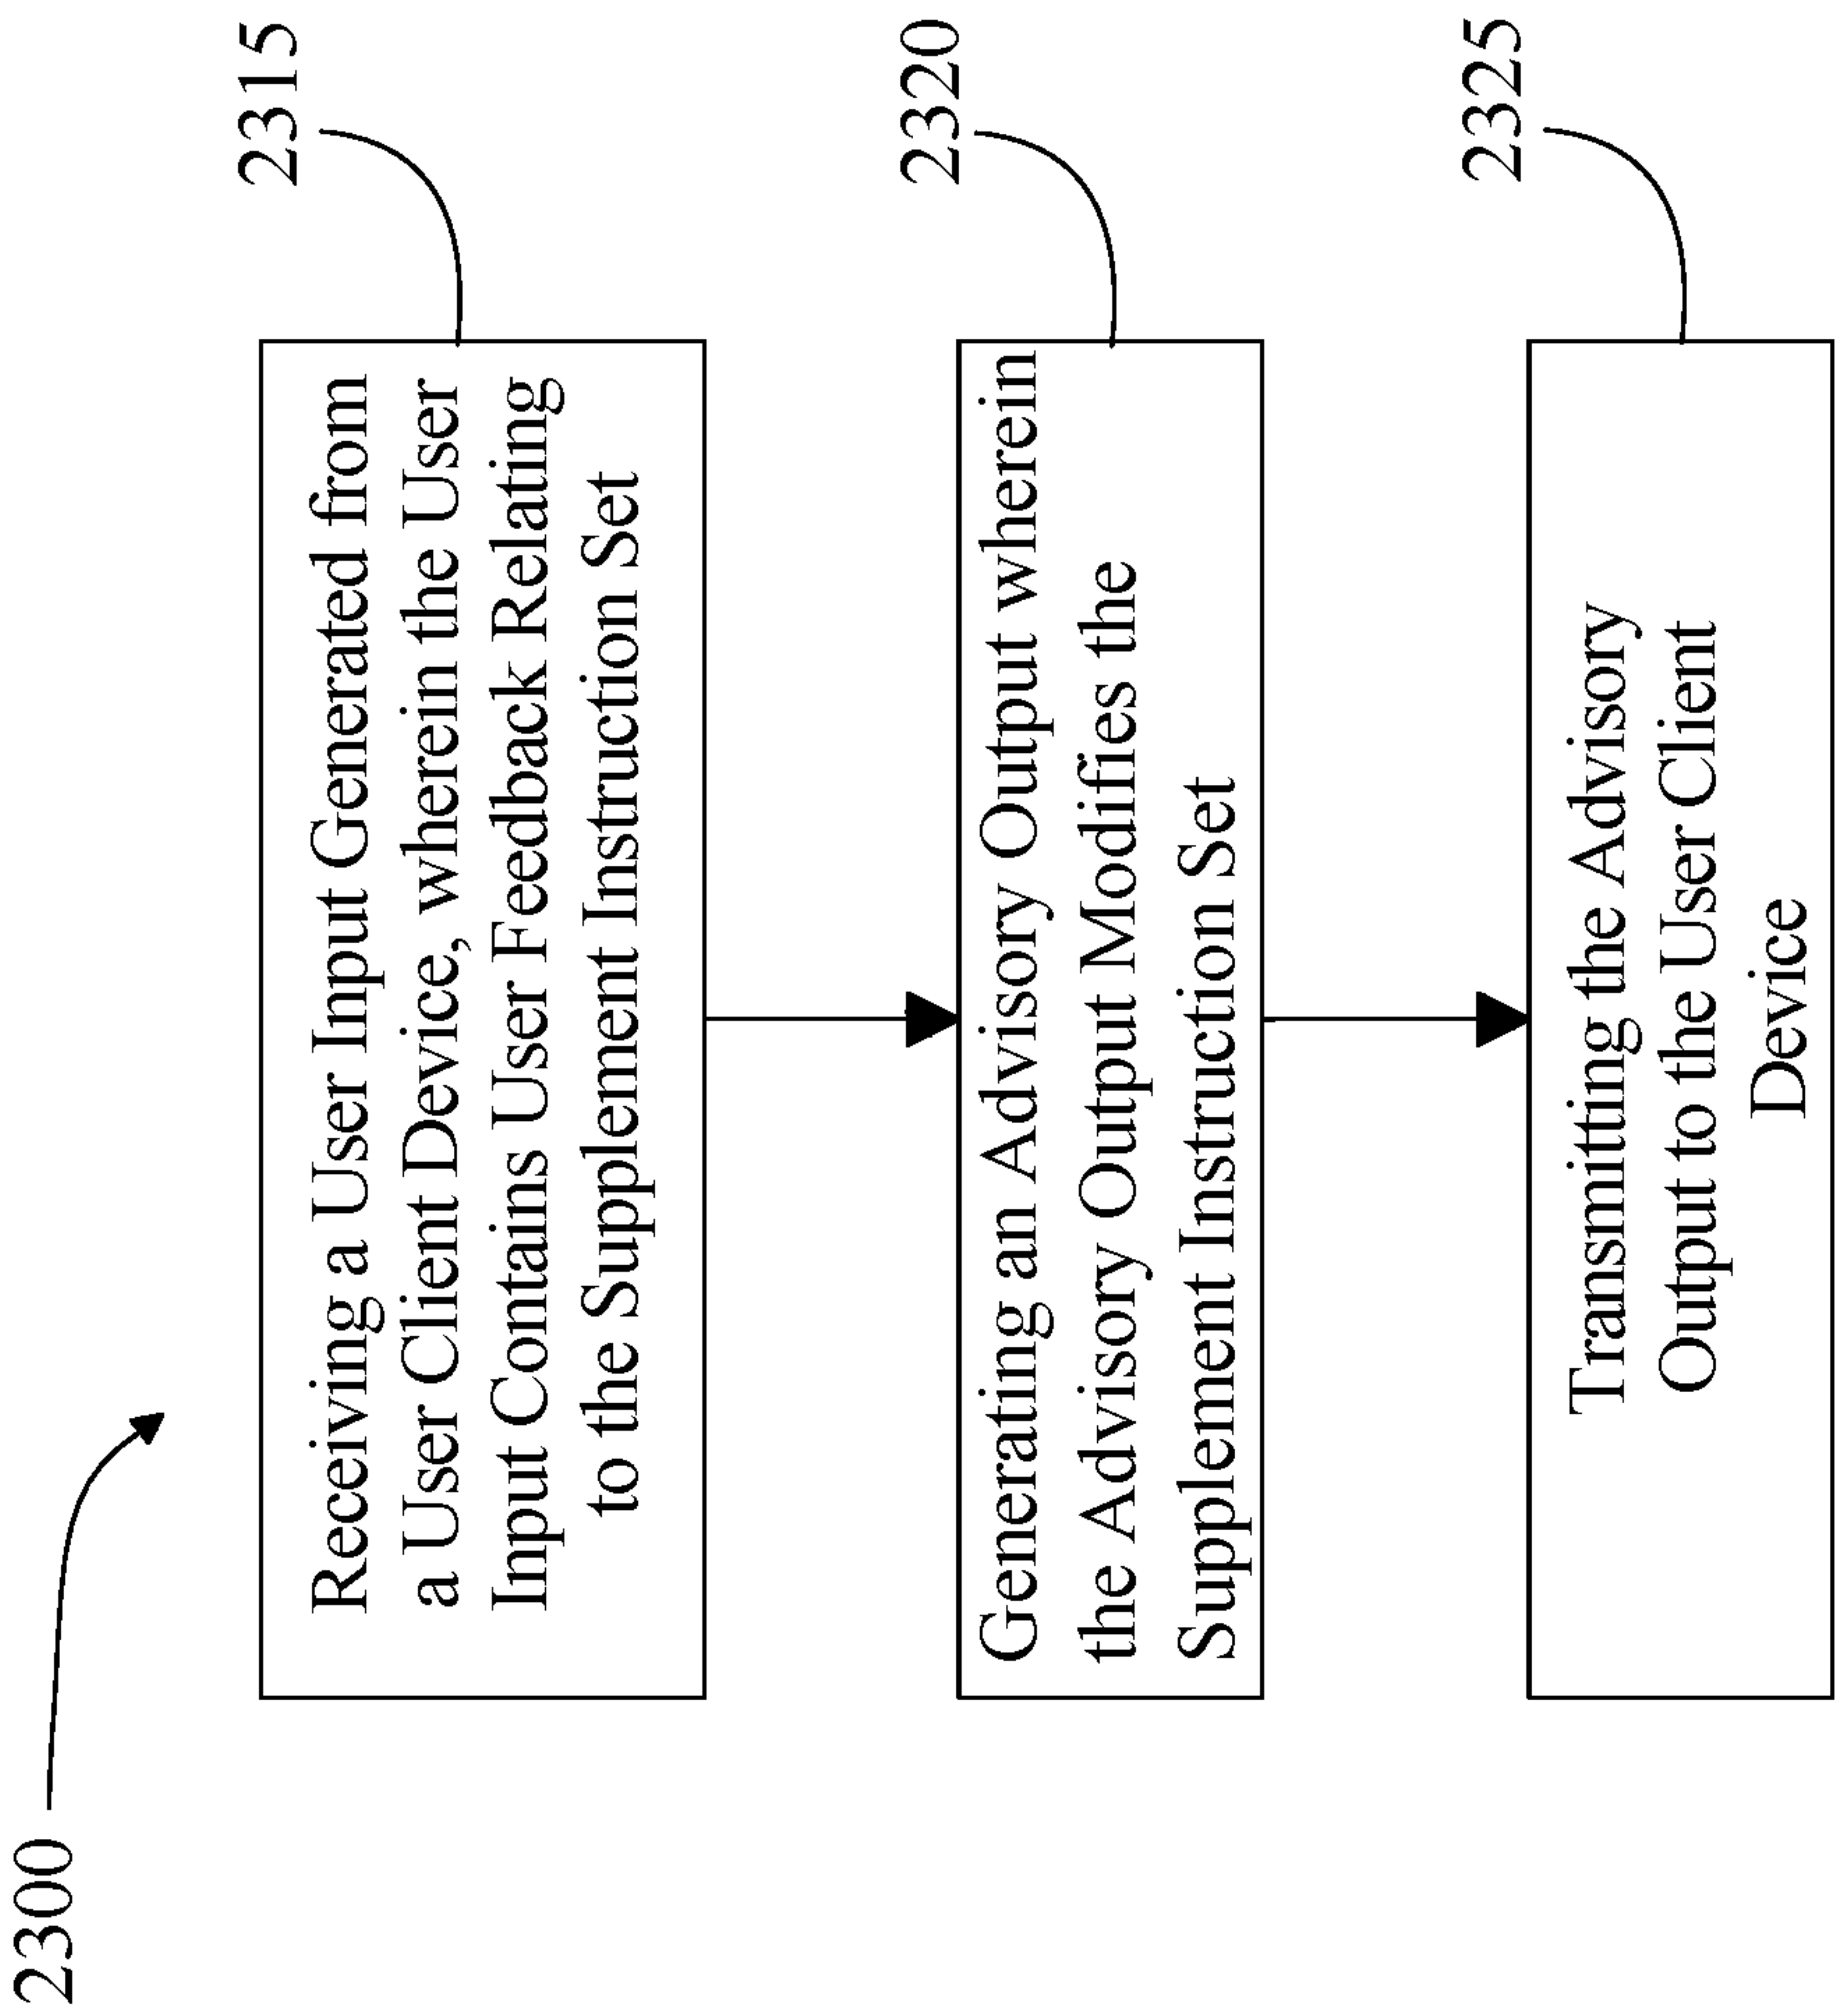 2300
2315
Receiving a User Input Generated from
a User Client Device, wherein the User
Input Contains User Feedback Relating
to the Supplement Instruction Set
2320
Generating an Advisory Output wherein
the Advisory Output Modifies the
Supplement Instruction Set
2325
Transmitting the Advisory
Output to the User Client
Device